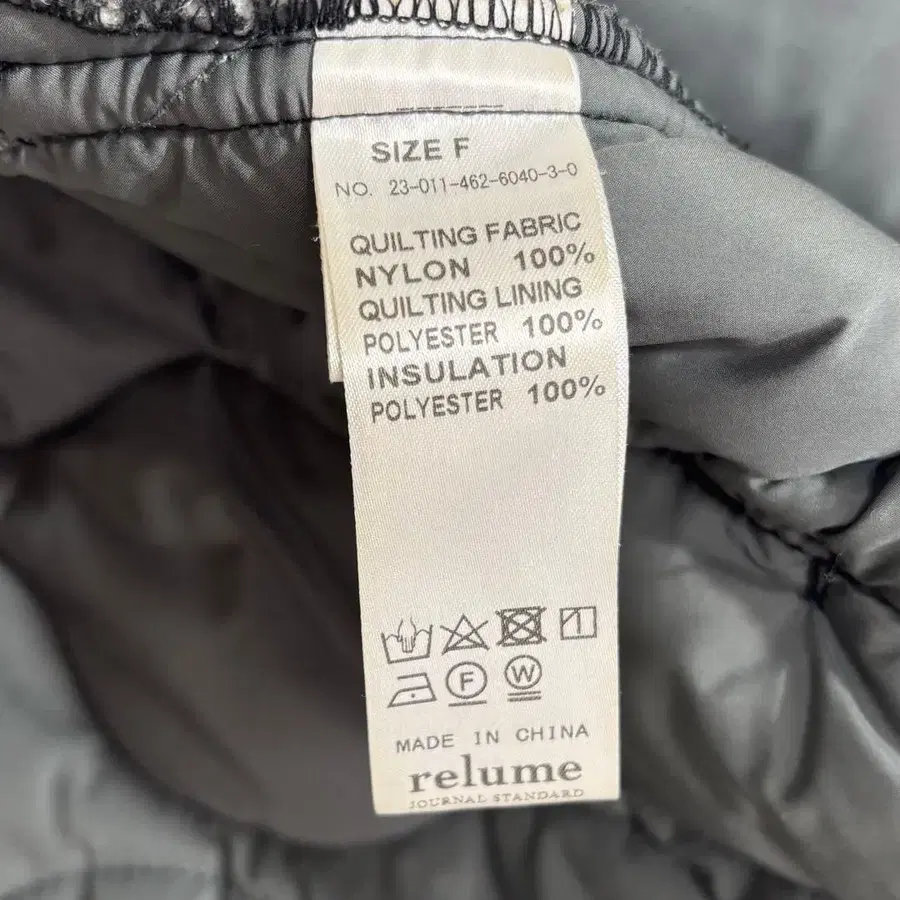 SIZE F
NO. 23-011-462-6040-3-0
QUILTING FABRIC
NYLON 100%
QUILTING LINING
POLYESTER 100%
INSULATION
POLYESTER 100%
F W
MADE IN CHINA
relume
JOURNAL STANDARD